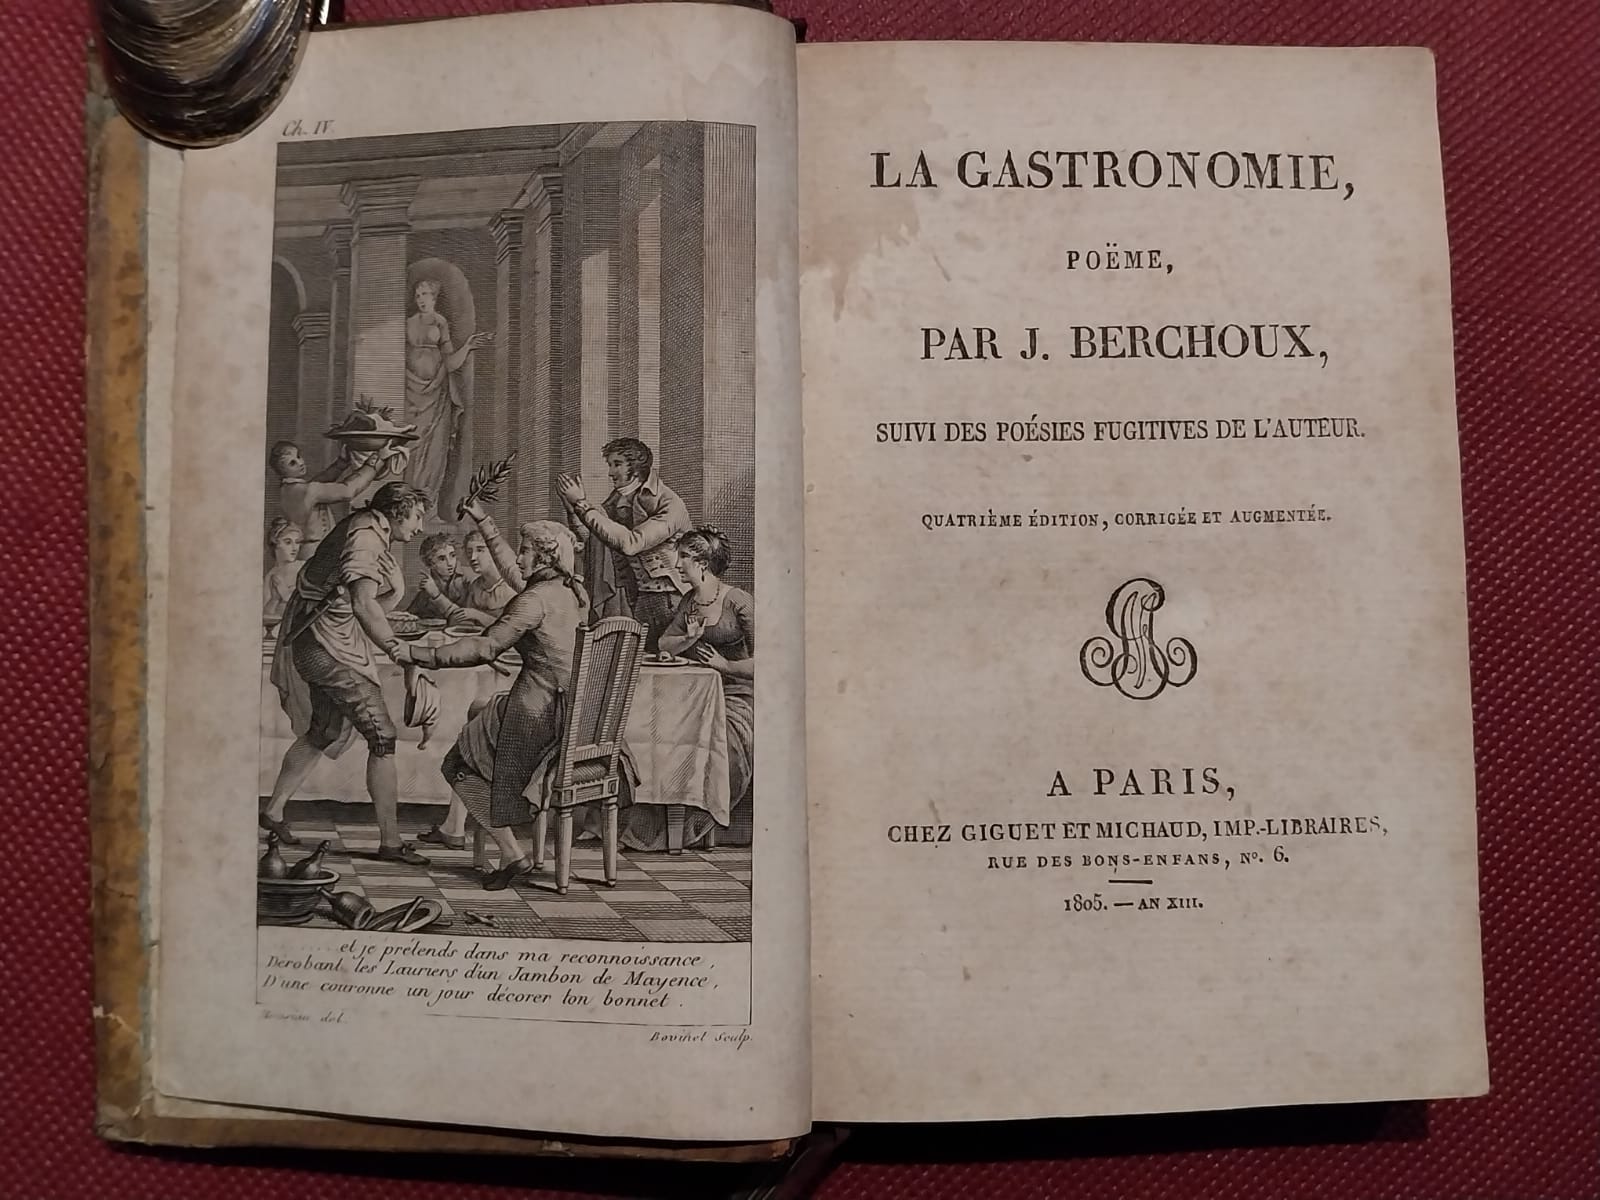 Ch. IV.
et je prétends dans ma reconnoissance,
Dérobant les Lauriers d'un Jambon de Mayence,
D'une couronne un jour décorer ton bonnet.
del.
Bovinet Sculp.
LA GASTRONOMIE,
POËME,
PAR J. BERCHOUX,
SUIVI DES POÉSIES FUGITIVES DE L'AUTEUR.
QUATRIÈME ÉDITION, CORRIGÉE ET AUGMENTÉE.
A PARIS,
CHEZ GIGUET ET MICHAUD, IMP.-LIBRAIRES,
RUE DES BONS-ENFANS, No. 6.
1805. — AN XIII.